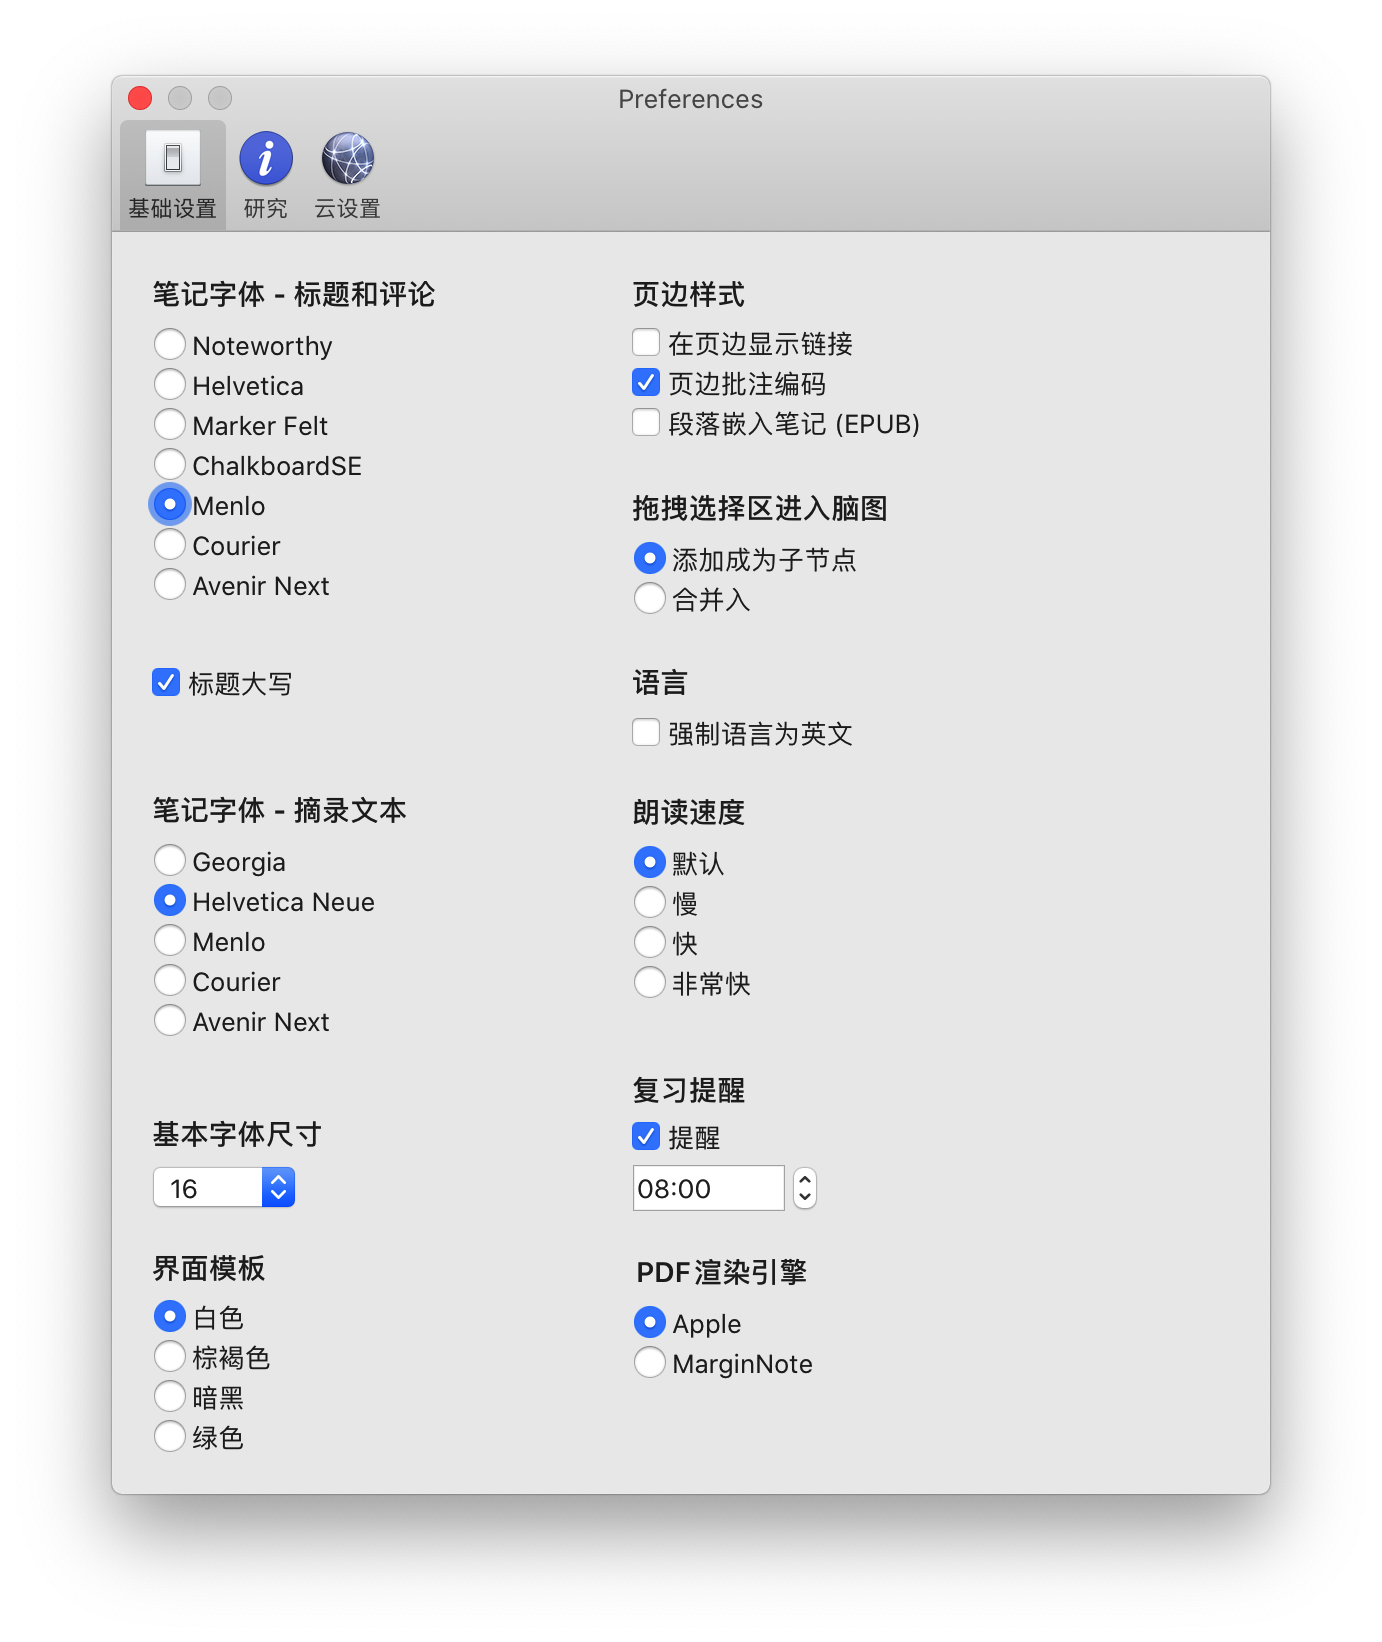 Preferences
基础设置
研究
云设置
笔记字体 - 标题和评论
Noteworthy
Helvetica
Marker Felt
ChalkboardSE
Menlo
Courier
Avenir Next
标题大写
笔记字体 - 摘录文本
Georgia
Helvetica Neue
Menlo
Courier
Avenir Next
基本字体尺寸
16
界面模板
白色
棕褐色
暗黑
绿色
页边样式
在页边显示链接
页边批注编码
段落嵌入笔记 (EPUB)
拖拽选择区进入脑图
添加成为子节点
合并入
语言
强制语言为英文
朗读速度
默认
慢
快
非常快
复习提醒
提醒
08:00
PDF渲染引擎
Apple
MarginNote